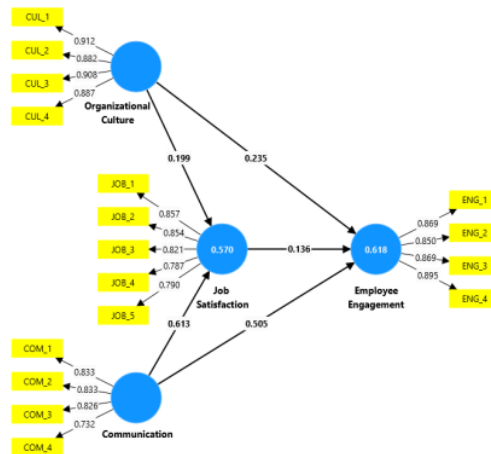 CUL_1
0.912
CUL_2
0.882
CUL_3
0.908
CUL_4
0.887
Organizational
Culture
0.199
0.235
JOB_1
0.857
JOB_2
0.854
JOB_3
0.821
JOB_4
0.787
JOB_5
0.790
0.570
Job
Satisfaction
0.136
0.618
Employee
Engagement
ENG_1
0.869
ENG_2
0.850
ENG_3
0.869
ENG_4
0.895
0.613
0.505
COM_1
0.833
COM_2
0.833
COM_3
0.826
COM_4
0.732
Communication